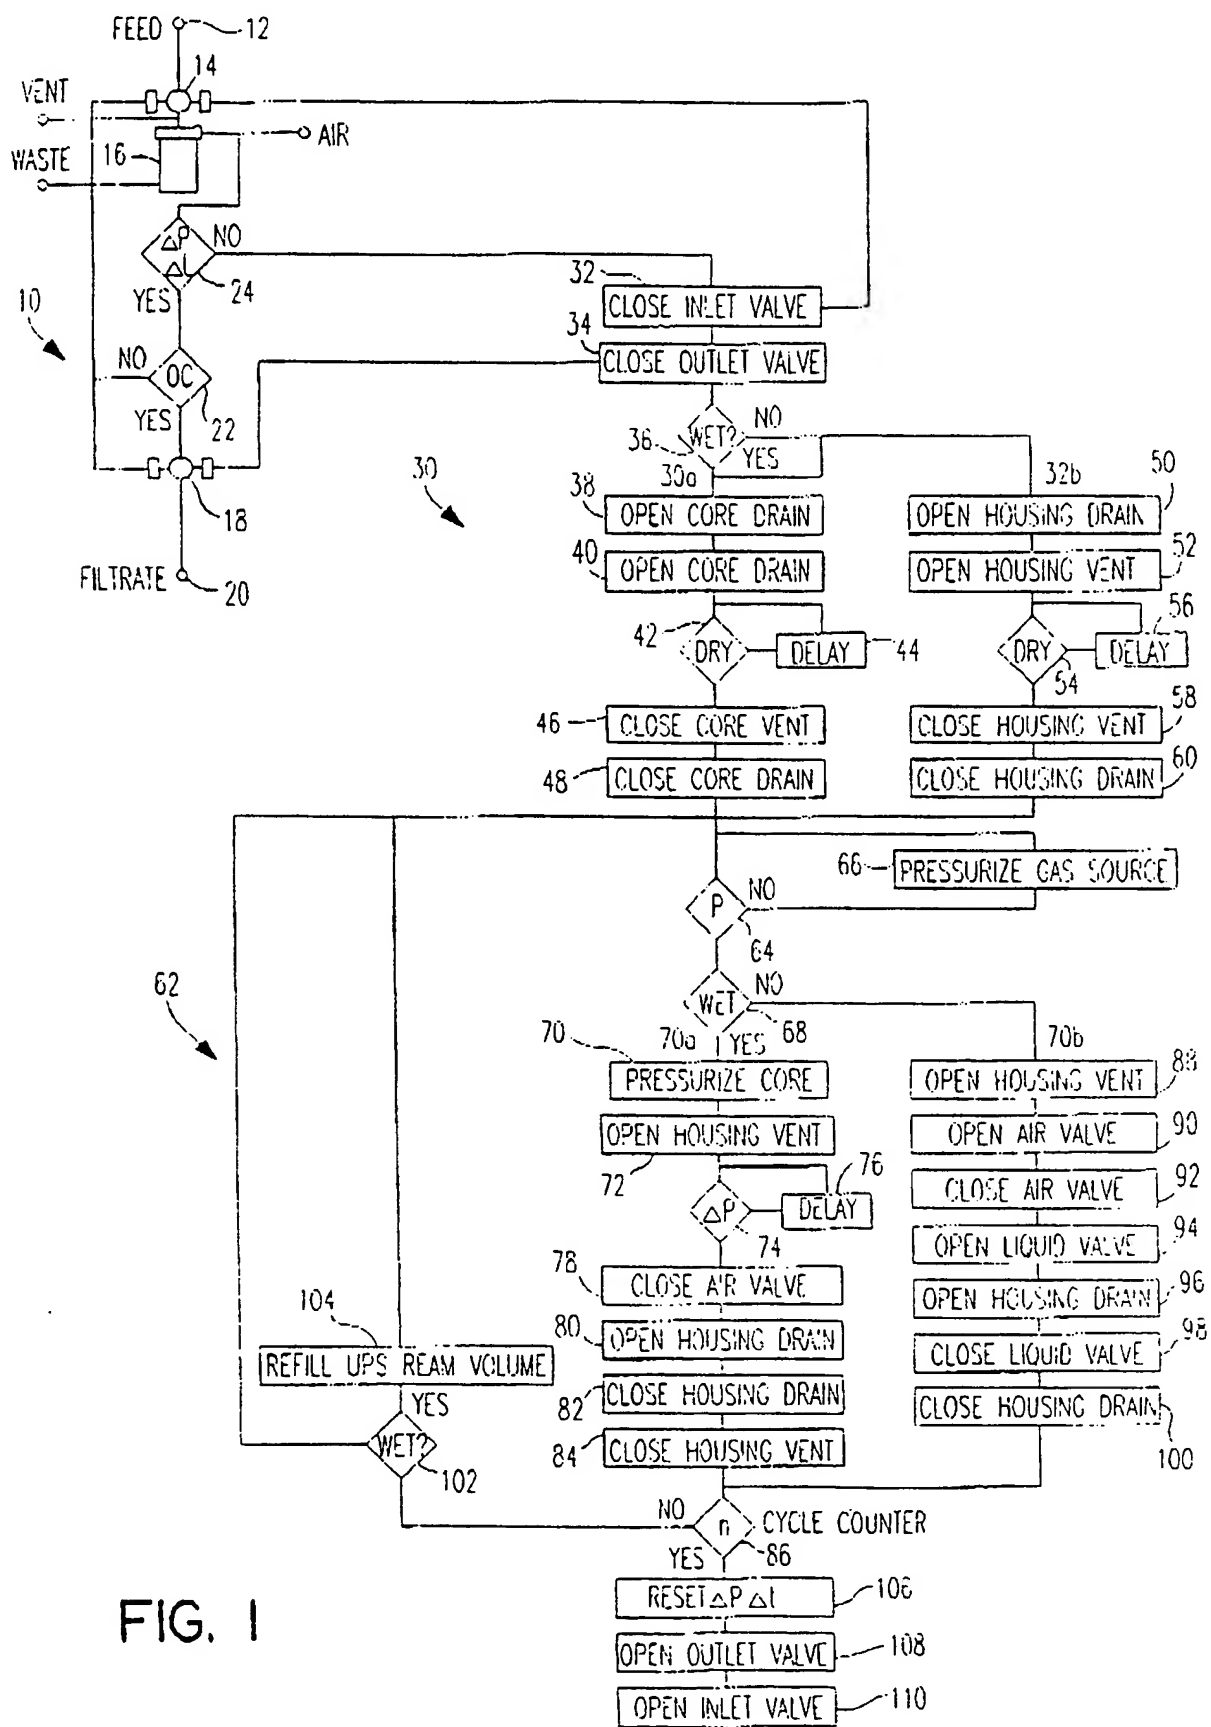 FEED 12
14
VENT
AIR
16
WASTE
ΔP
Δt
NO
24
YES
10
32
CLOSE INLET VALVE
34
CLOSE OUTLET VALVE
NO
OC
22
YES
36
WET?
NO
YES
30
30a
32b
50
18
38
OPEN CORE DRAIN
OPEN HOUSING DRAIN
40
OPEN CORE DRAIN
OPEN HOUSING VENT
52
FILTRATE
20
42
DRY
DELAY
44
DRY
DELAY
56
54
46
CLOSE CORE VENT
CLOSE HOUSING VENT
58
48
CLOSE CORE DRAIN
CLOSE HOUSING DRAIN
60
66
PRESSURIZE GAS SOURCE
P
NO
64
62
WET
NO
68
70
70a
YES
70b
PRESSURIZE CORE
OPEN HOUSING VENT
88
OPEN HOUSING VENT
72
OPEN AIR VALVE
90
76
ΔP
DELAY
74
CLOSE AIR VALVE
92
OPEN LIQUID VALVE
94
78
CLOSE AIR VALVE
OPEN HOUSING DRAIN
96
104
80
OPEN HOUSING DRAIN
CLOSE LIQUID VALVE
98
REFILL UPS REAM VOLUME
82
CLOSE HOUSING DRAIN
CLOSE HOUSING DRAIN
100
YES
WET?
102
84
CLOSE HOUSING VENT
NO
n
CYCLE COUNTER
86
YES
RESET ΔP Δt
106
FIG. 1
OPEN OUTLET VALVE
108
OPEN INLET VALVE
110